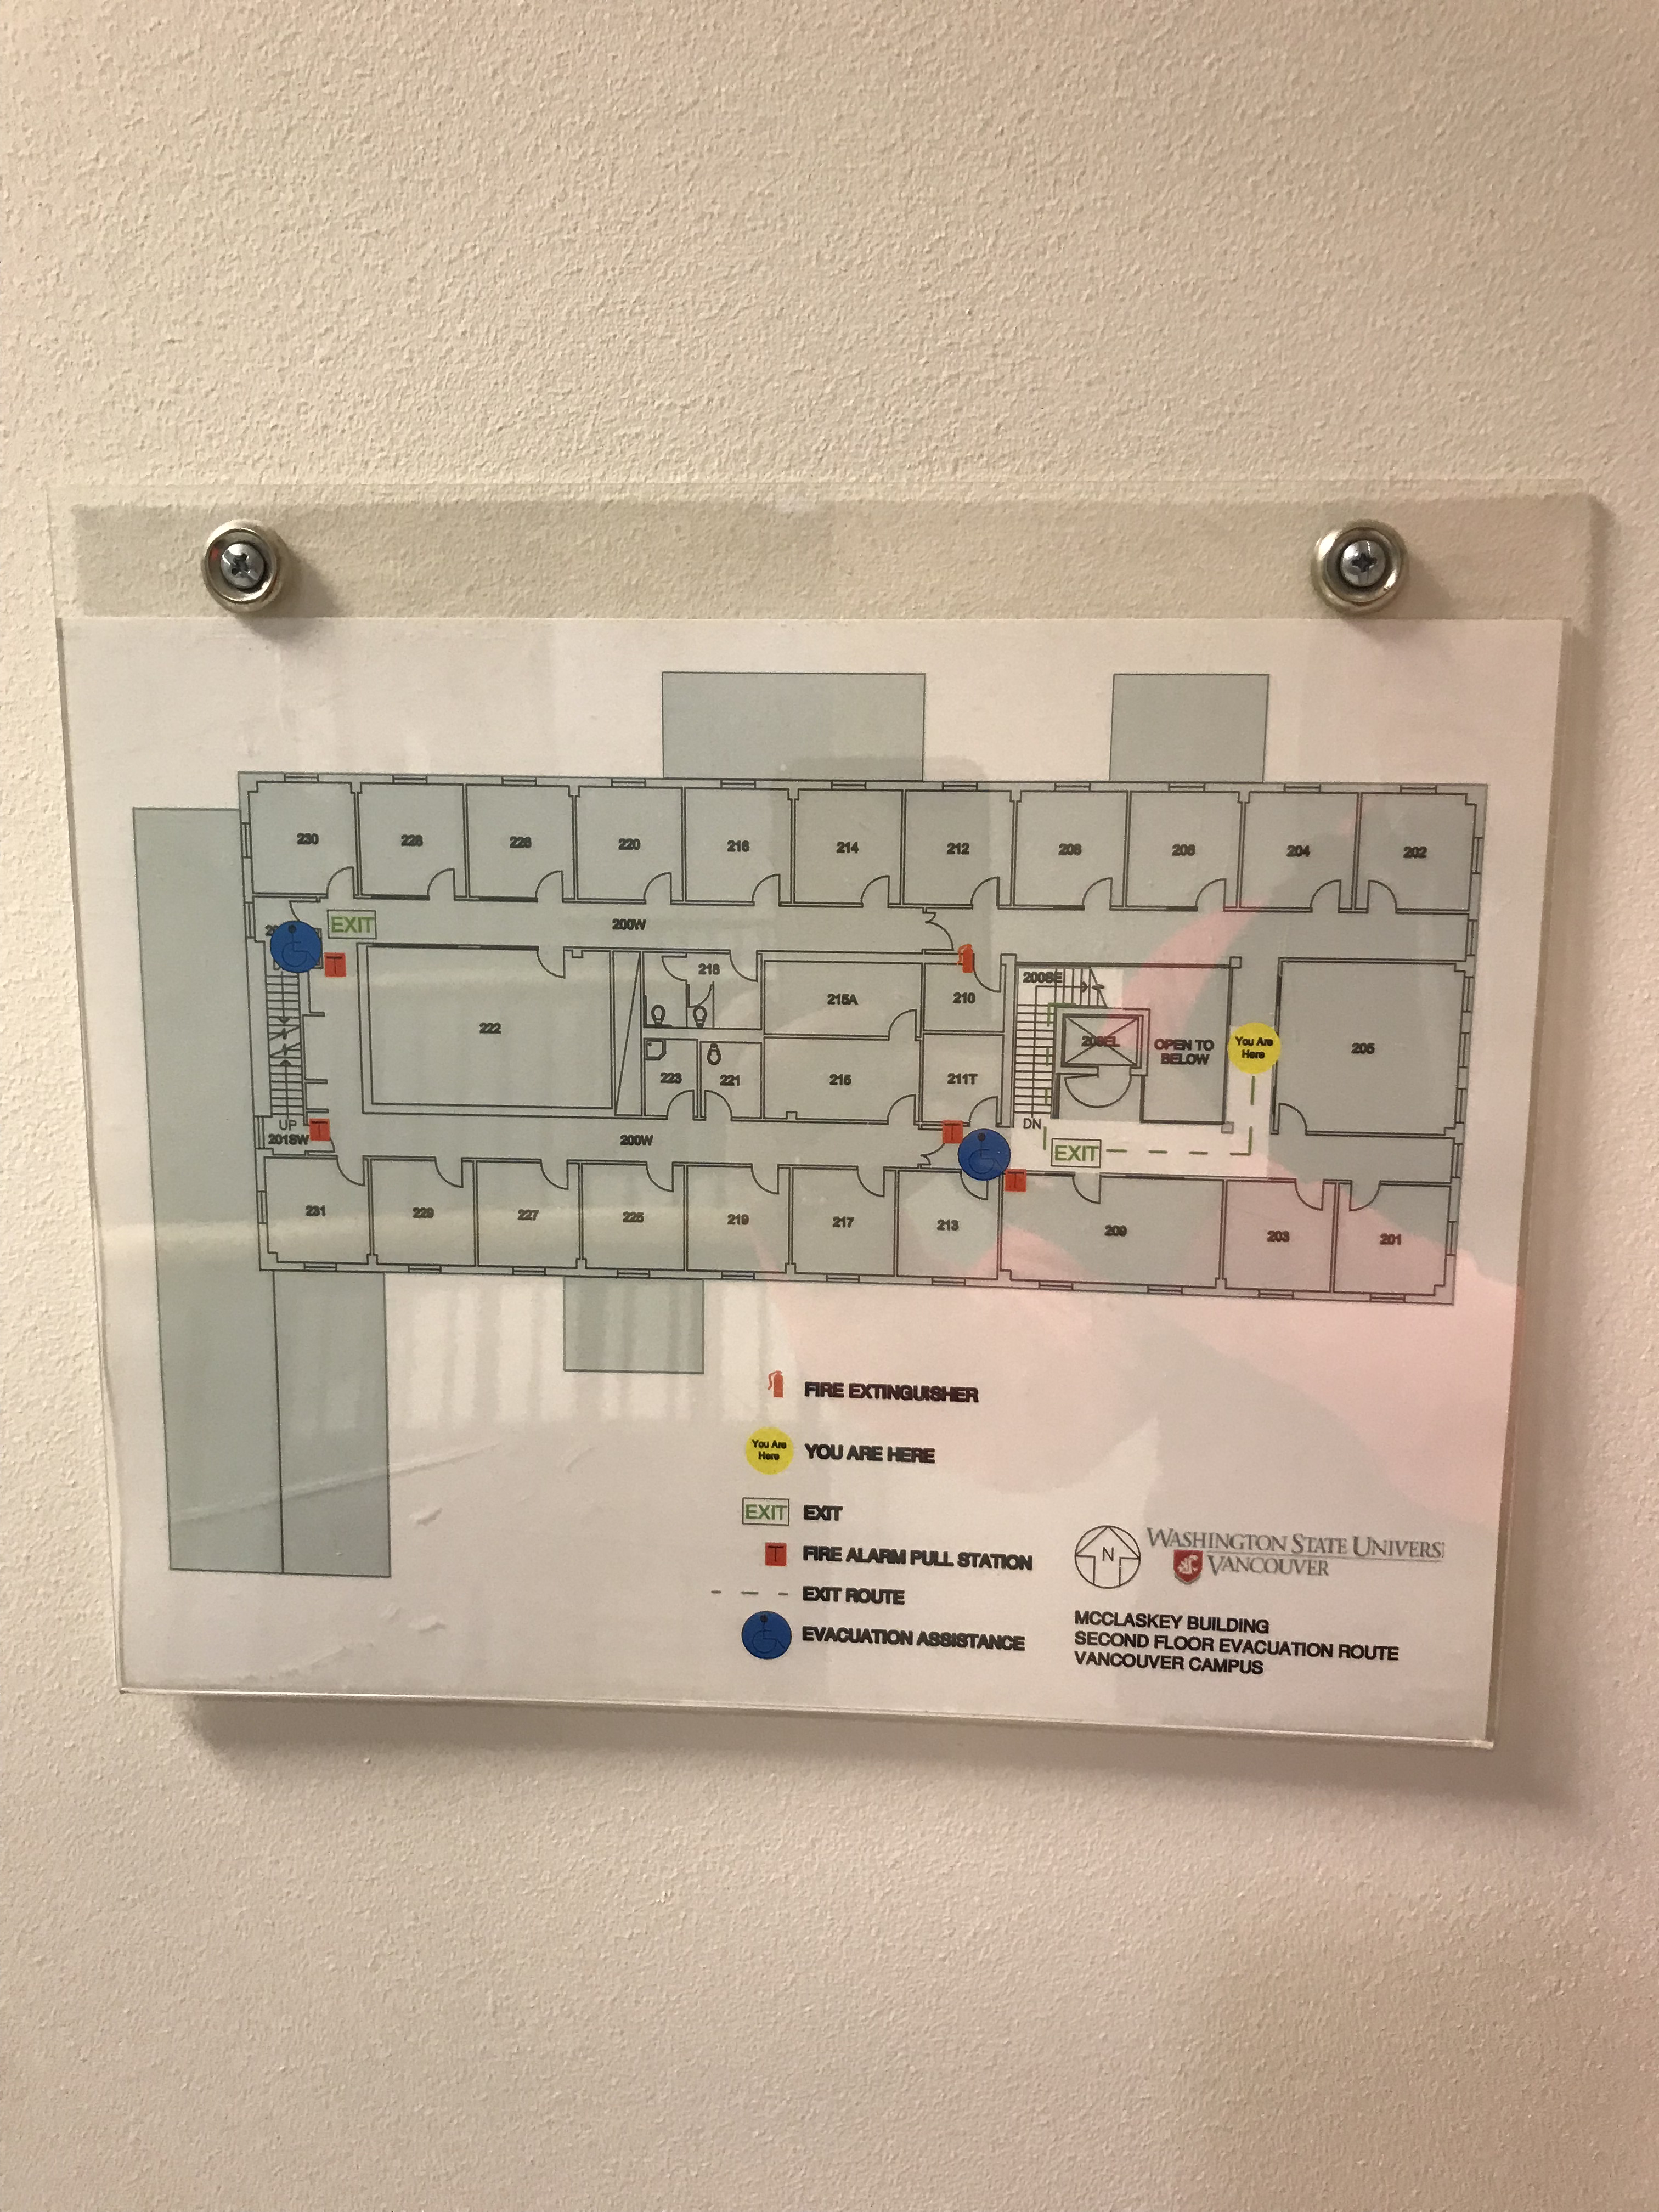 230
228
226
220
216
214
212
208
206
204
202
EXIT
200W
T
218
215A
210
200SE
222
200EL
OPEN TO
BELOW
You Are
Here
205
223
221
215
211T
UP
T
201SW
200W
T
DN
EXIT
T
231
229
227
225
219
217
213
209
203
201
FIRE EXTINGUISHER
You Are
Here
YOU ARE HERE
EXIT EXIT
T FIRE ALARM PULL STATION
EXIT ROUTE
EVACUATION ASSISTANCE
N
WASHINGTON STATE UNIVERS
VANCOUVER
MCCLASKEY BUILDING
SECOND FLOOR EVACUATION ROUTE
VANCOUVER CAMPUS